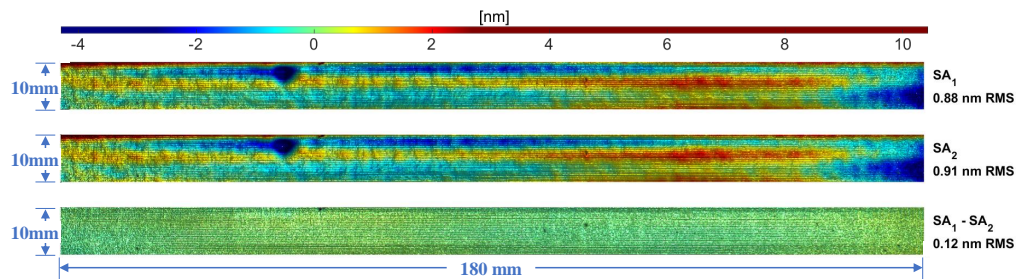 [nm]
-4 -2 0 2 4 6 8 10
10mm
SA1
0.88 nm RMS
10mm
SA2
0.91 nm RMS
10mm
SA1 - SA2
0.12 nm RMS
180 mm